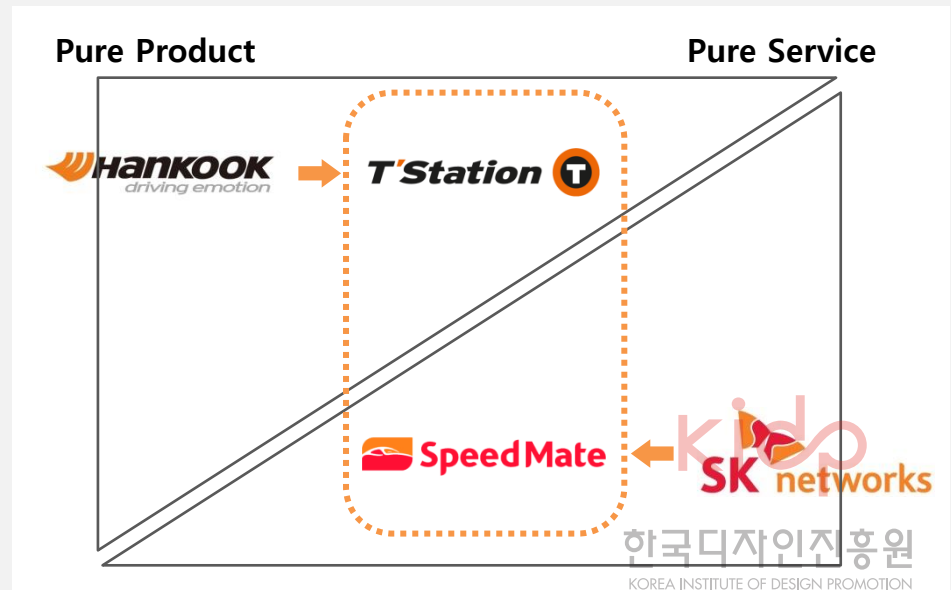 Pure Product
Pure Service
HANKOOK
driving emotion
T'Station T
SpeedMate
kidp
SK networks
한국디자인진흥원
KOREA INSTITUTE OF DESIGN PROMOTION